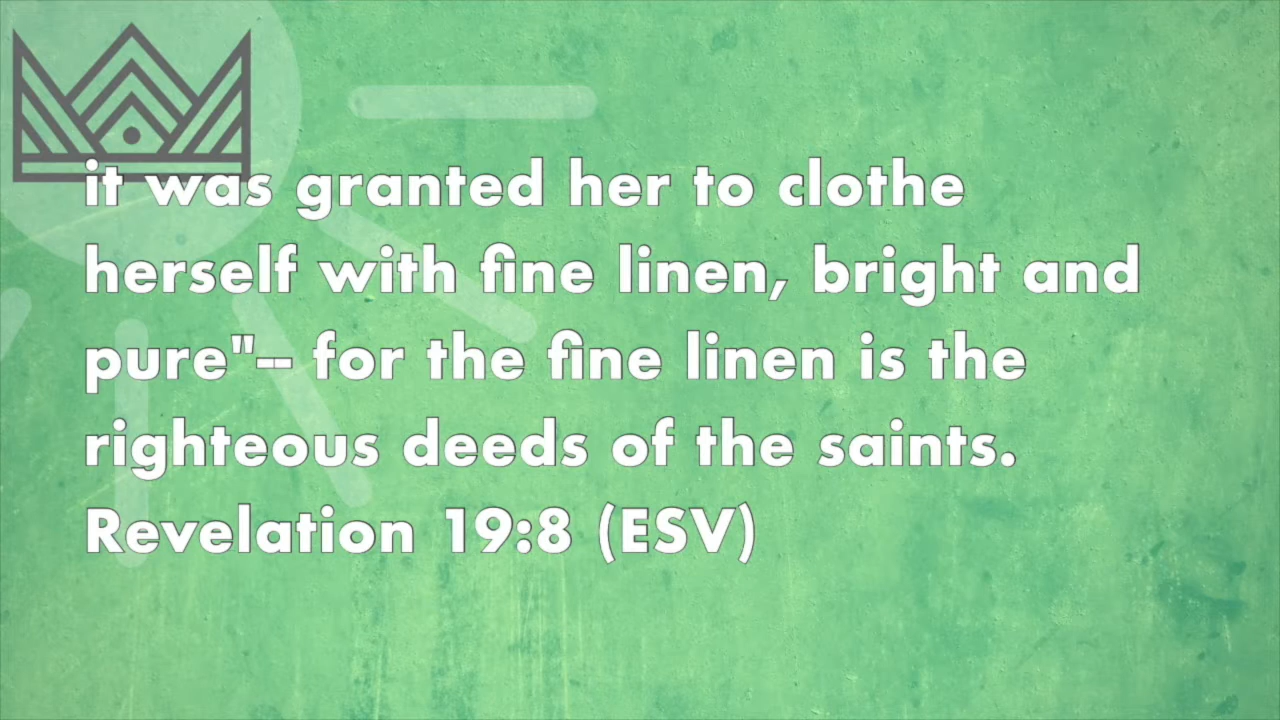 it was granted her to clothe
herself with fine linen, bright and
pure"-- for the fine linen is the
righteous deeds of the saints.
Revelation 19:8 (ESV)